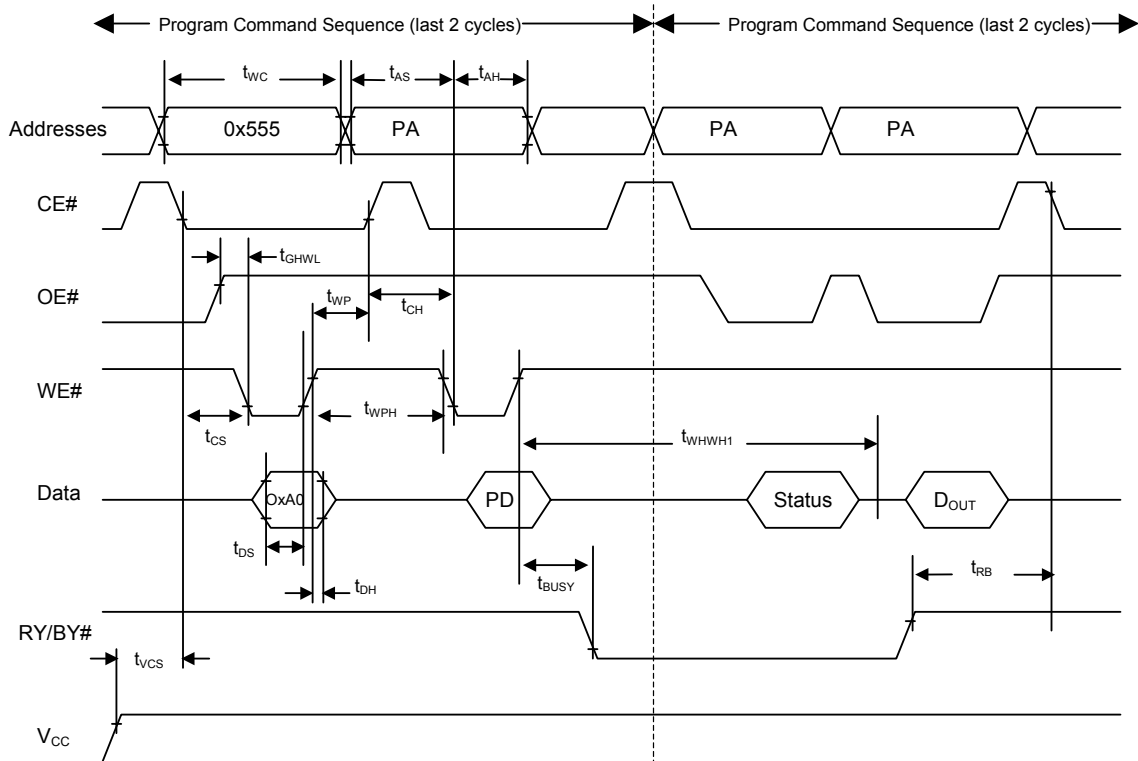 Program Command Sequence (last 2 cycles) Program Command Sequence (last 2 cycles)
tWC tAS tAH
Addresses 0x555 PA PA PA
CE#
tGHWL
OE# tWP tCH
WE#
tCS tWPH tWHWH1
Data OxA0 PD Status DOUT
tDS tDH tBUSY tRB
RY/BY#
tVCS
VCC